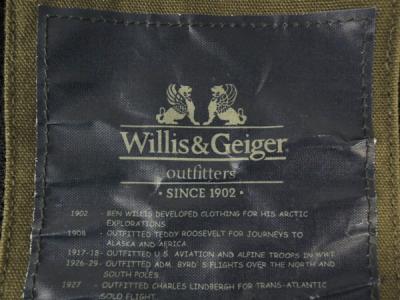 Willis & Geiger
outfitters
• SINCE 1902 •
1902 - BEN WILLIS DEVELOPED CLOTHING FOR HIS ARCTIC
EXPLORATIONS
1908 - OUTFITTED TEDDY ROOSEVELT FOR JOURNEYS TO
ALASKA AND AFRICA
1917-18- OUTFITTED U.S. AVIATION AND ALPINE TROOPS IN WWI
1926-29- OUTFITTED ADM. BYRD'S FLIGHTS OVER THE NORTH AND
SOUTH POLES
1927 - OUTFITTED CHARLES LINDBERGH FOR TRANS-ATLANTIC
SOLO FLIGHT